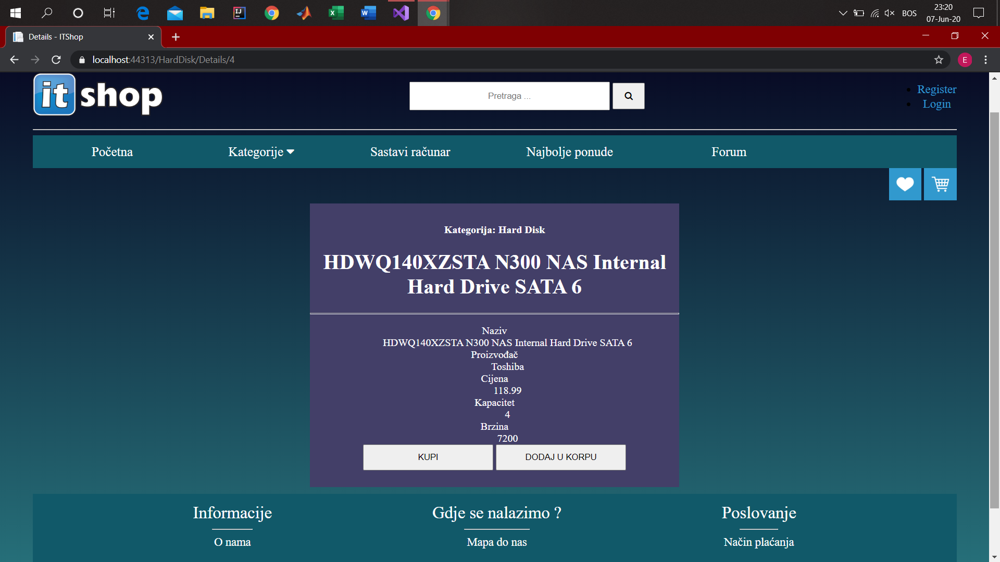 BOS
23:20
07-Jun-20
Details - ITShop
localhost:44313/HardDisk/Details/4
E
it shop
Pretraga ...
Register
Login
Početna
Kategorije
Sastavi računar
Najbolje ponude
Forum
Kategorija: Hard Disk
HDWQ140XZSTA N300 NAS Internal
Hard Drive SATA 6
Naziv
HDWQ140XZSTA N300 NAS Internal Hard Drive SATA 6
Proizvođač
Toshiba
Cijena
118.99
Kapacitet
4
Brzina
7200
KUPI
DODAJ U KORPU
Informacije
Gdje se nalazimo ?
Poslovanje
O nama
Mapa do nas
Način plaćanja